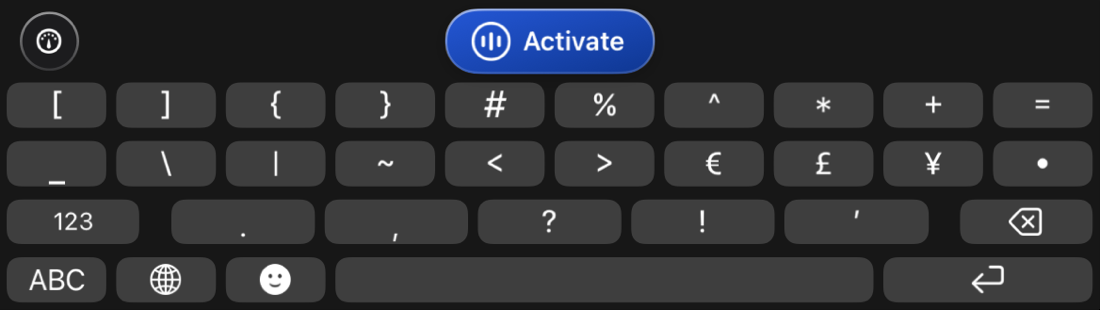 Activate
[ ] { } # % ^ * + =
_ \ | ~ < > € £ ¥ •
123 . , ? ! '
ABC